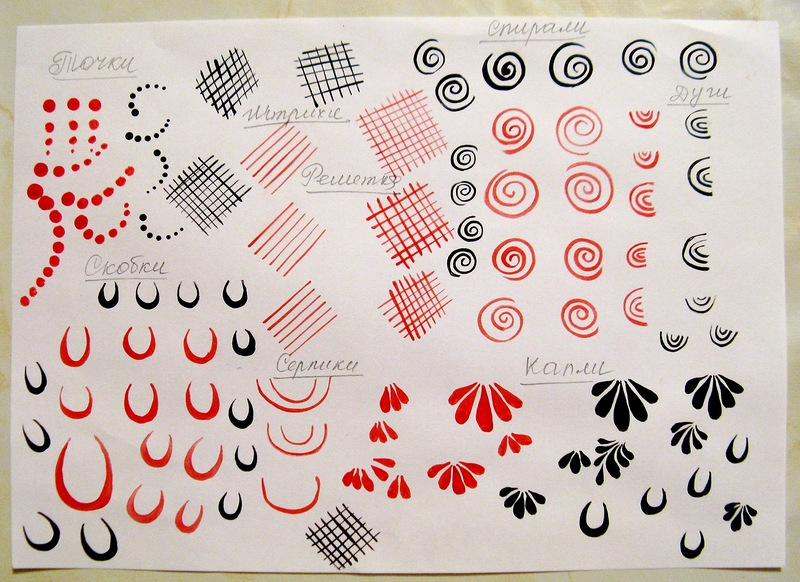 Спирали
Точки
Дуги
Штрихи
Решетка
Скобки
Серпики
Капли